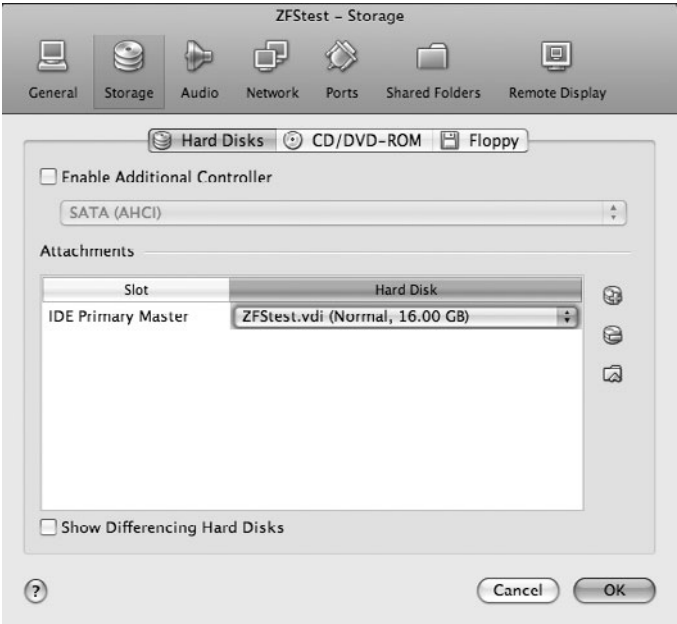 ZFStest – Storage
General Storage Audio Network Ports Shared Folders Remote Display
Hard Disks CD/DVD-ROM Floppy
Enable Additional Controller
SATA (AHCI)
Attachments
Slot Hard Disk
IDE Primary Master ZFStest.vdi (Normal, 16.00 GB)
Show Differencing Hard Disks
? Cancel OK